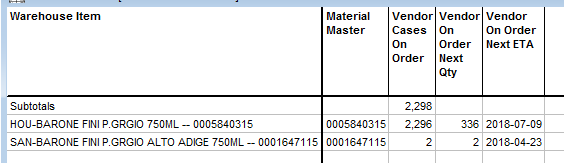 Warehouse Item Material Master Vendor Cases On Order Vendor On Order Next Qty Vendor On Order Next ETA
Subtotals 2,298
HOU-BARONE FINI P.GRGIO 750ML -- 0005840315 0005840315 2,296 336 2018-07-09
SAN-BARONE FINI P.GRGIO ALTO ADIGE 750ML -- 0001647115 0001647115 2 2 2018-04-23